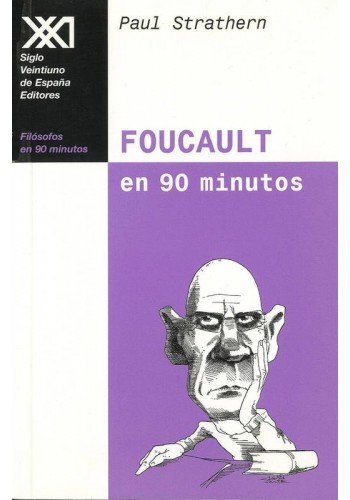 Paul Strathern
XXI
Siglo
Veintiuno
de España
Editores
Filósofos
en 90 minutos
FOUCAULT
en 90 minutos